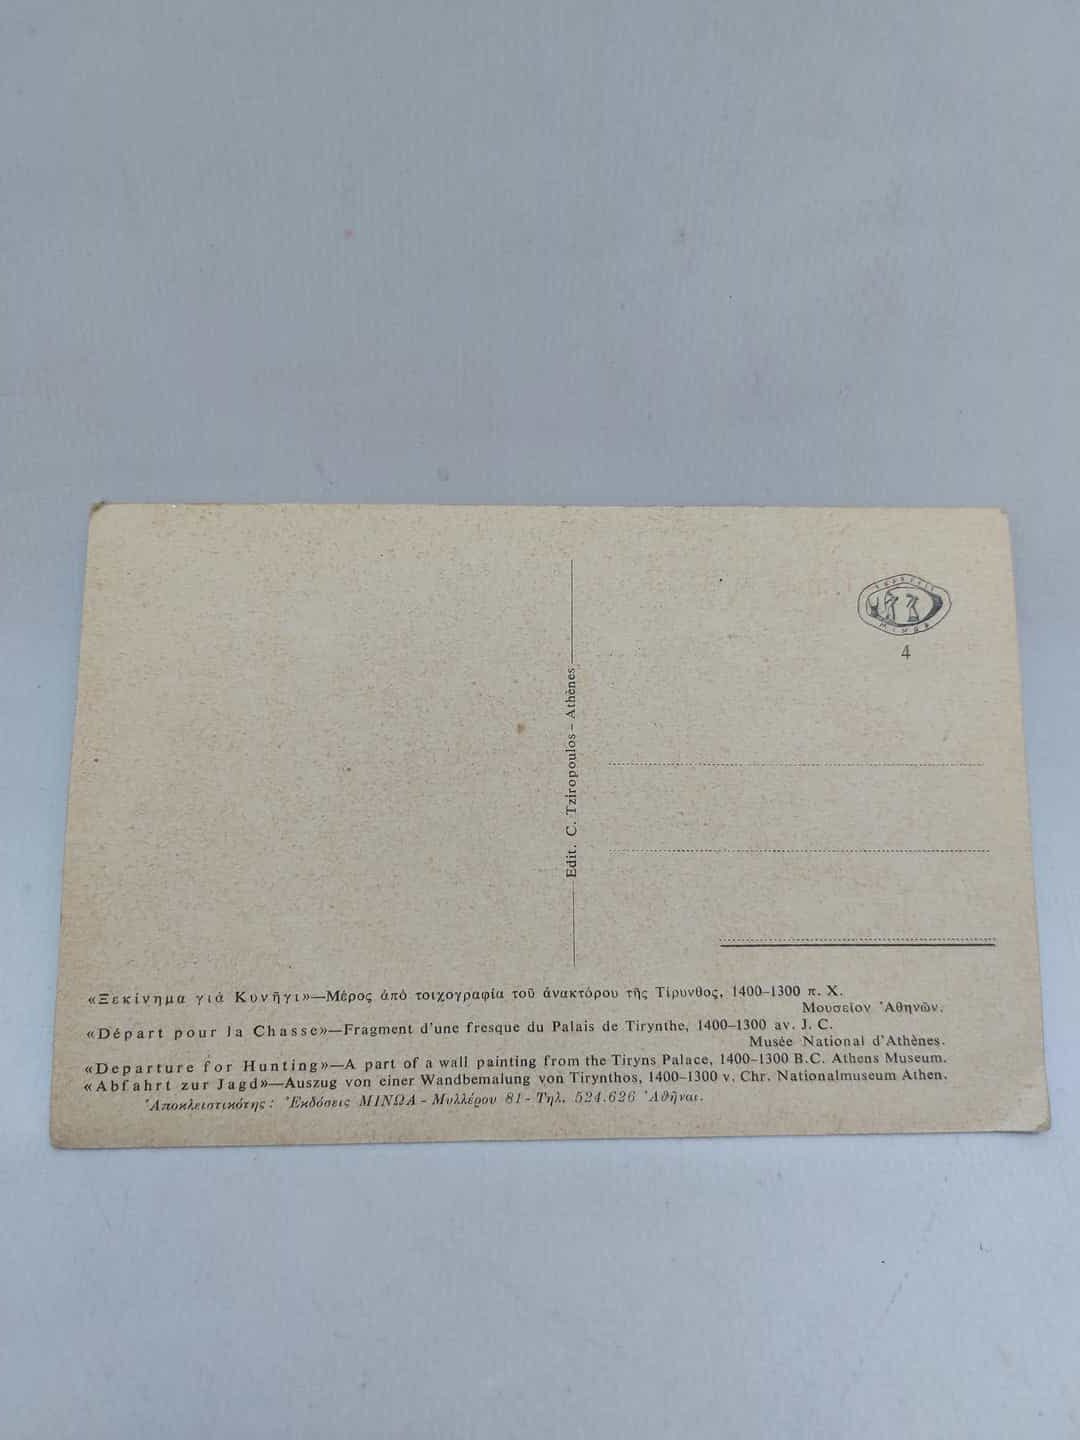 ΕΚΔΟΣΕΙΣ
ΜΙΝΩΑ
4
Edit. C. Tziropoulos - Athènes
«Ξεκίνημα γιά Κυνῆγι»—Μέρος ἀπό τοιχογραφία τοῦ ἀνακτόρου τῆς Τίρυνθος, 1400-1300 π. Χ.
Μουσεῖον Ἀθηνῶν.
«Départ pour la Chasse»—Fragment d'une fresque du Palais de Tirynthe, 1400-1300 av. J. C.
Musée National d'Athènes.
«Departure for Hunting»—A part of a wall painting from the Tiryns Palace, 1400-1300 B.C. Athens Museum.
«Abfahrt zur Jagd»—Auszug von einer Wandbemalung von Tirynthos, 1400-1300 v. Chr. Nationalmuseum Athen.
Ἀποκλειστικότης: Ἐκδόσεις ΜΙΝΩΑ - Μυλλέρου 81 - Τηλ. 524.626 Ἀθῆναι.